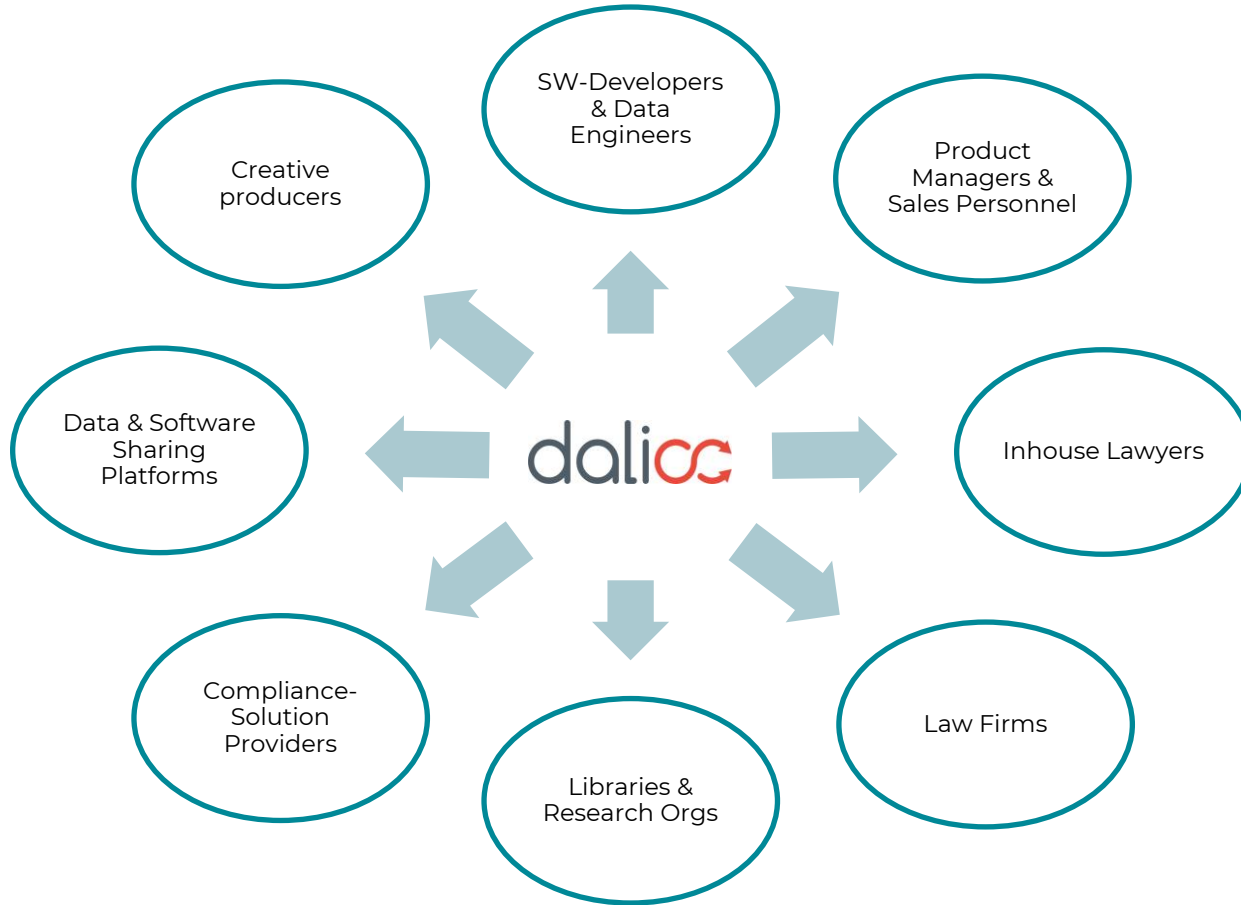 SW-Developers
& Data
Engineers
Creative
producers
Product
Managers &
Sales Personnel
Data & Software
Sharing
Platforms
dalicc
Inhouse Lawyers
Compliance-
Solution
Providers
Law Firms
Libraries &
Research Orgs